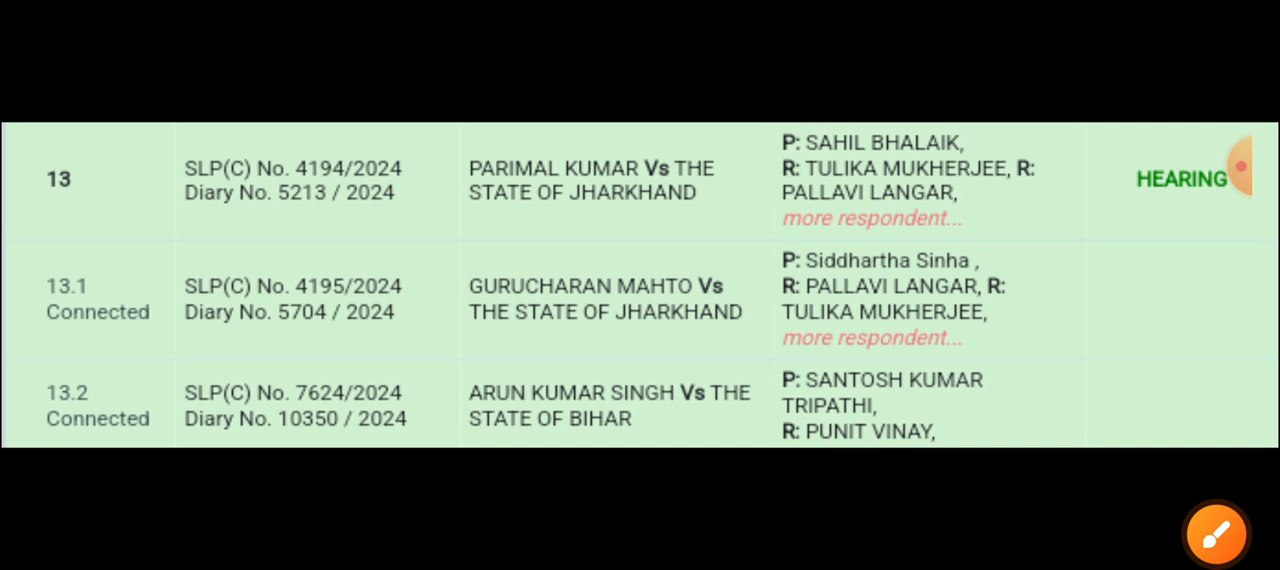 13
SLP(C) No. 4194/2024
Diary No. 5213 / 2024
PARIMAL KUMAR Vs THE
STATE OF JHARKHAND
P: SAHIL BHALAIK,
R: TULIKA MUKHERJEE, R:
PALLAVI LANGAR,
more respondent...
HEARING
13.1
Connected
SLP(C) No. 4195/2024
Diary No. 5704 / 2024
GURUCHARAN MAHTO Vs
THE STATE OF JHARKHAND
P: Siddhartha Sinha ,
R: PALLAVI LANGAR, R:
TULIKA MUKHERJEE,
more respondent...
13.2
Connected
SLP(C) No. 7624/2024
Diary No. 10350 / 2024
ARUN KUMAR SINGH Vs THE
STATE OF BIHAR
P: SANTOSH KUMAR
TRIPATHI,
R: PUNIT VINAY,